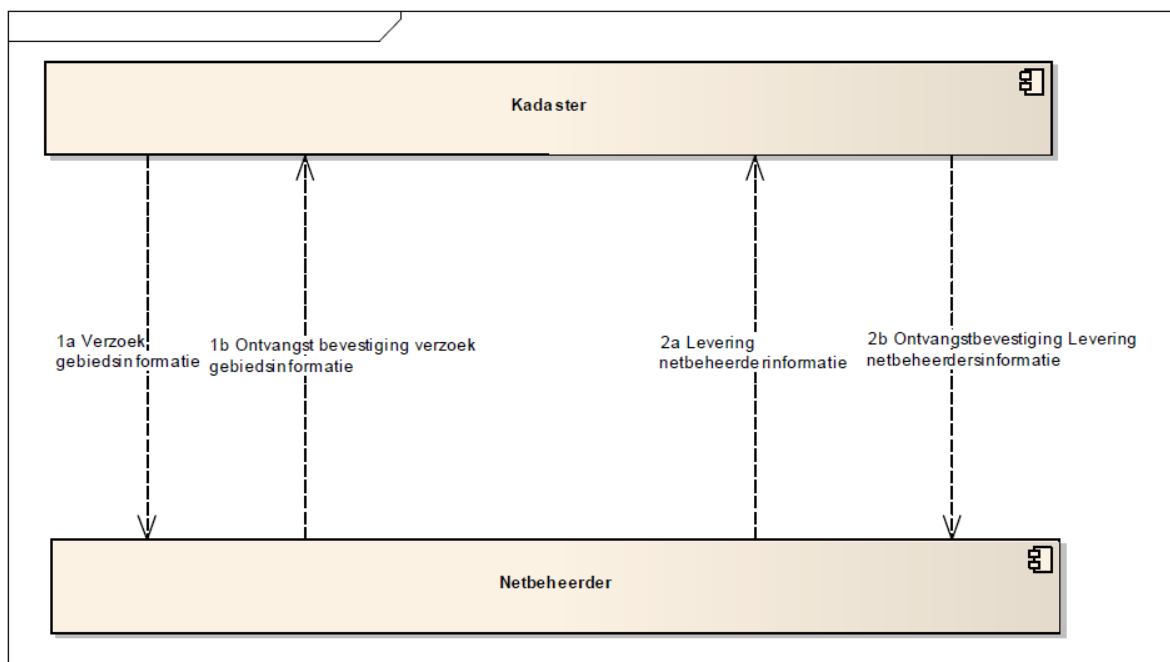 Kadaster
1a Verzoek
gebiedsinformatie
1b Ontvangst bevestiging verzoek
gebiedsinformatie
2a Levering
netbeheerderinformatie
2b Ontvangstbevestiging Levering
netbeheerdersinformatie
Netbeheerder